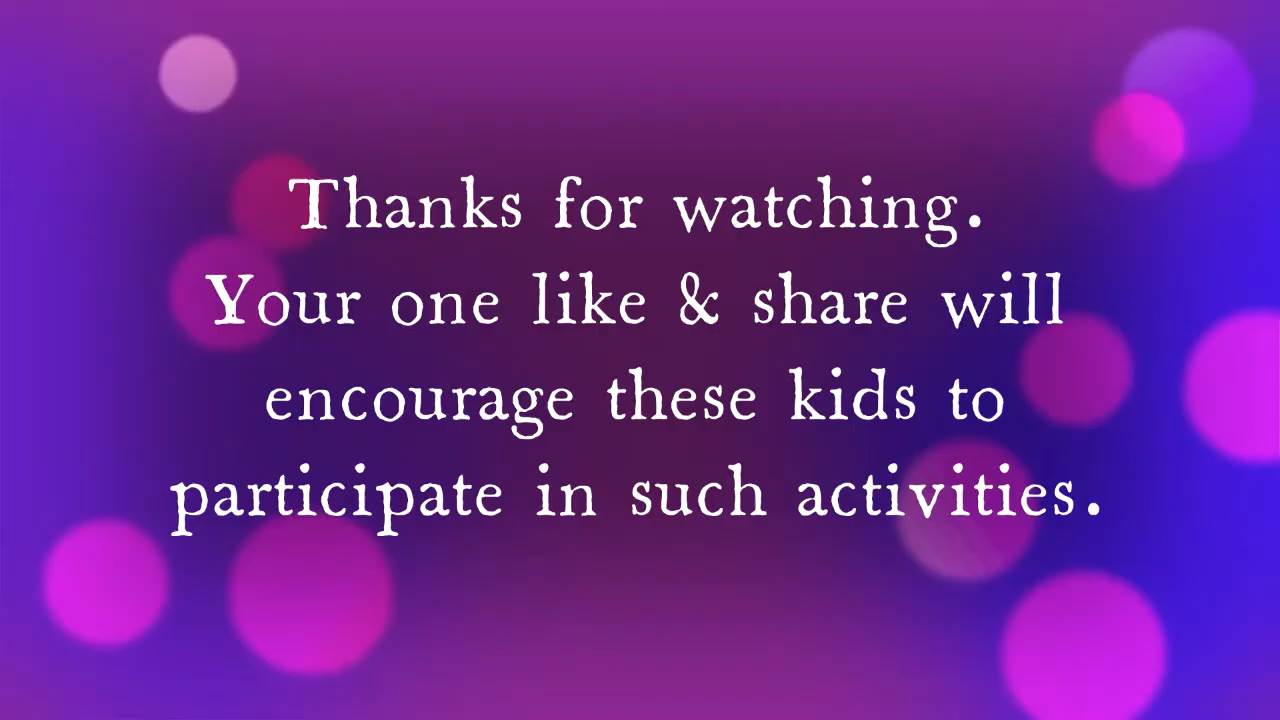 Thanks for watching.
Your one like & share will
encourage these kids to
participate in such activities.